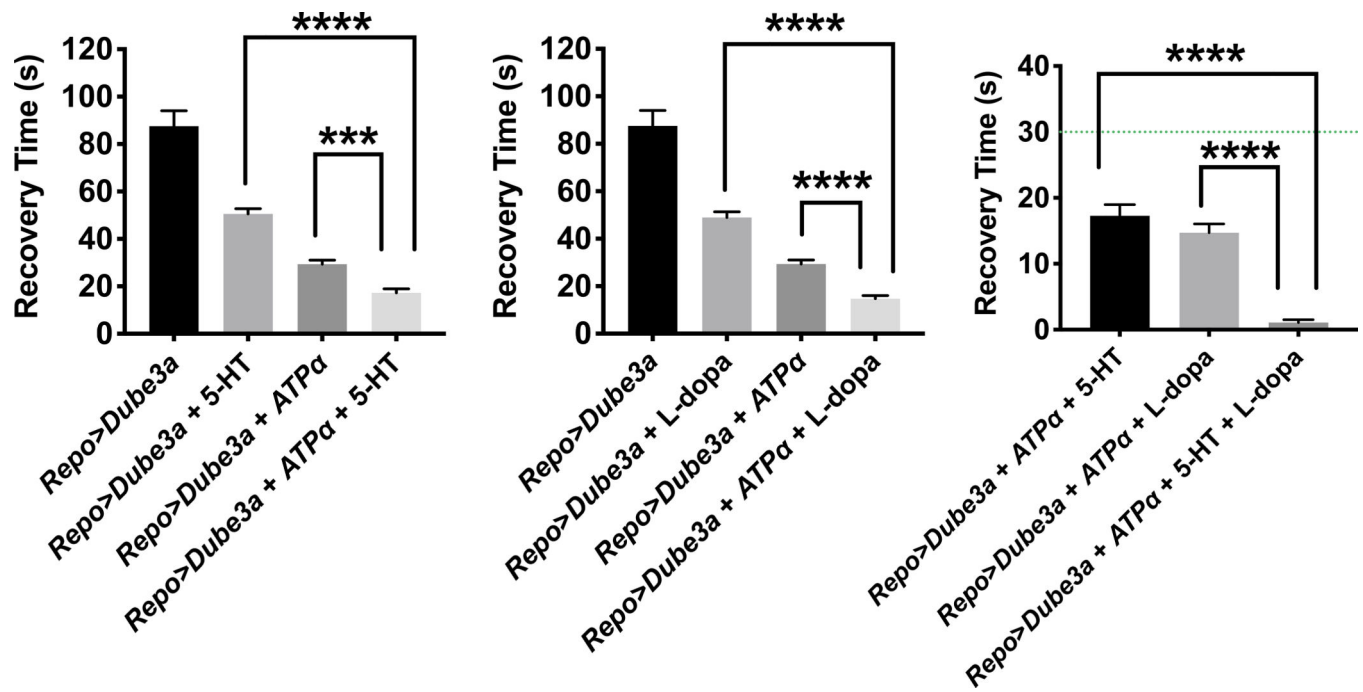 Recovery Time (s)
120
100
80
60
40
20
0
****
***
Repo>Dube3a
Repo>Dube3a + 5-HT
Repo>Dube3a + ATPα
Repo>Dube3a + ATPα + 5-HT
Recovery Time (s)
120
100
80
60
40
20
0
****
****
Repo>Dube3a
Repo>Dube3a + L-dopa
Repo>Dube3a + ATPα
Repo>Dube3a + ATPα + L-dopa
Recovery Time (s)
40
30
20
10
0
****
****
Repo>Dube3a + ATPα + 5-HT
Repo>Dube3a + ATPα + L-dopa
Repo>Dube3a + ATPα + 5-HT + L-dopa